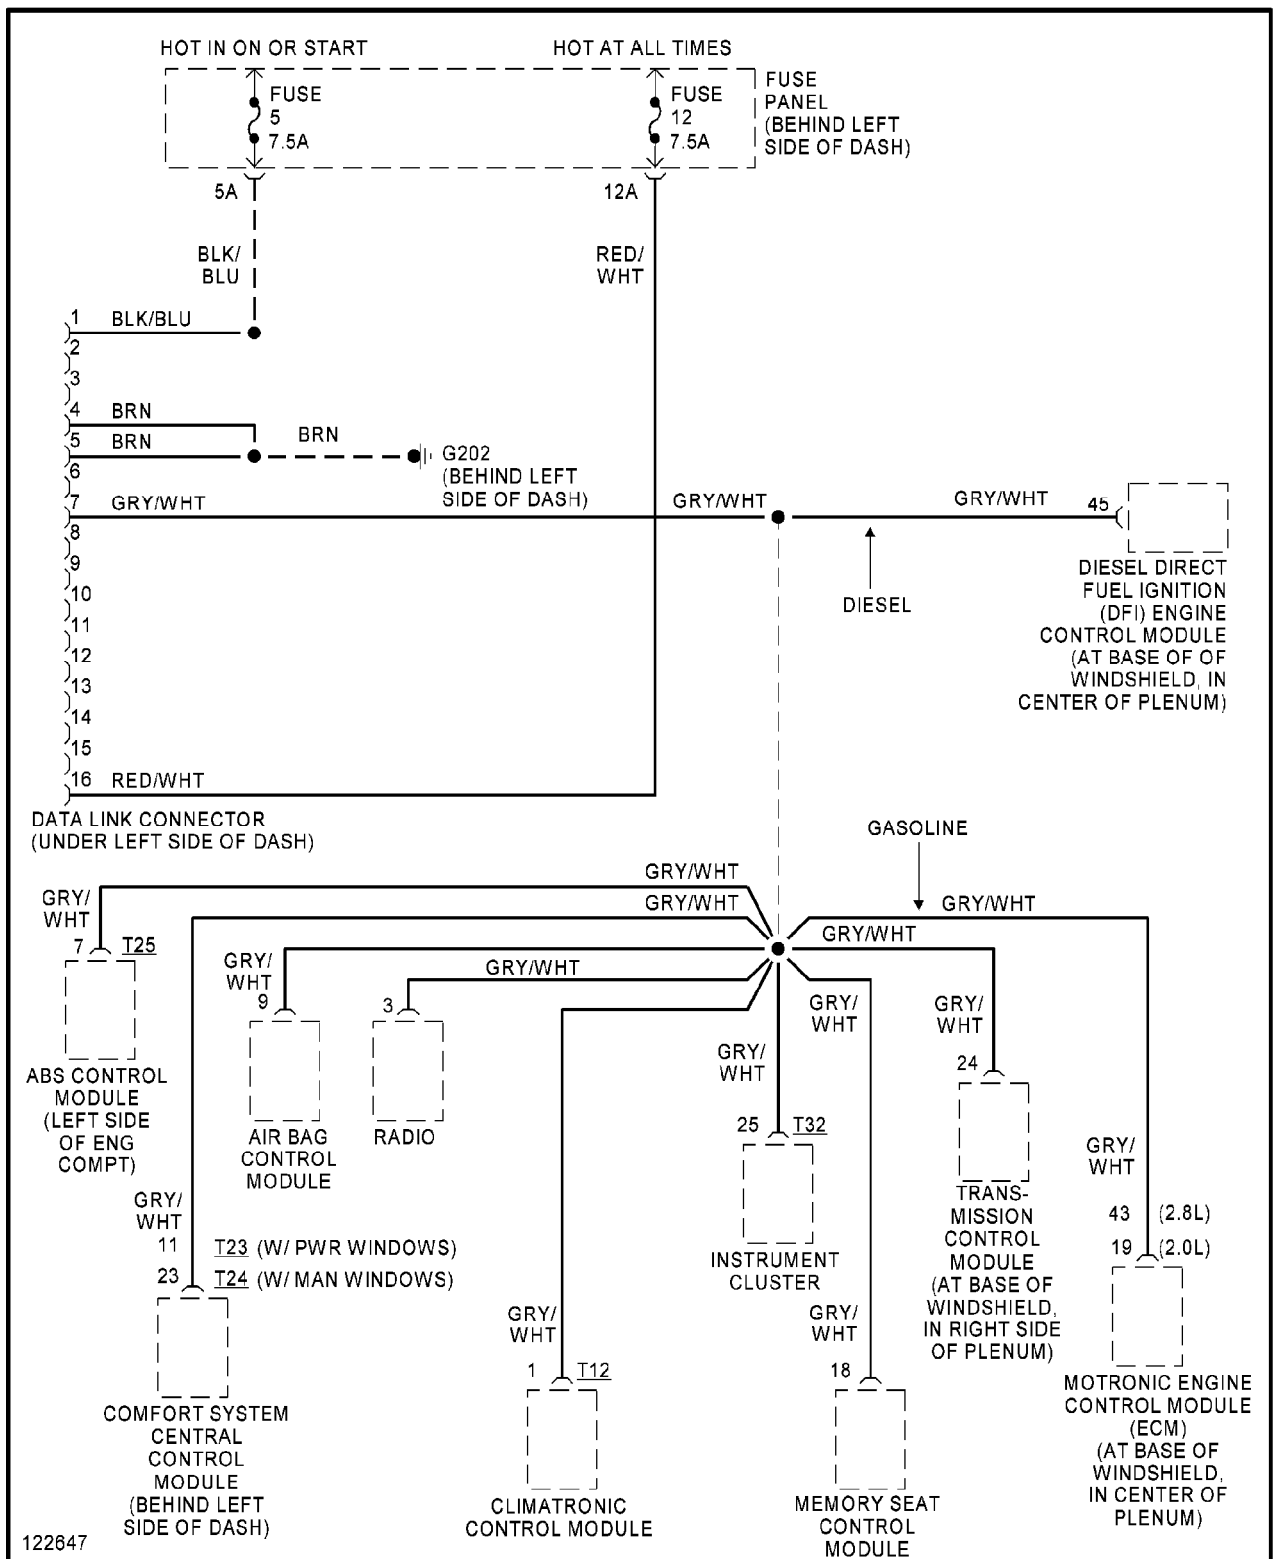 HOT IN ON OR START
HOT AT ALL TIMES
FUSE
5
7.5A
FUSE
12
7.5A
FUSE
PANEL
(BEHIND LEFT
SIDE OF DASH)
5A
12A
BLK/
BLU
RED/
WHT
1 BLK/BLU
2
3
4 BRN
5 BRN
BRN
G202
(BEHIND LEFT
SIDE OF DASH)
6
7 GRY/WHT
GRY/WHT
GRY/WHT
45
8
9
10
11
12
13
14
15
16 RED/WHT
DIESEL
DIESEL DIRECT
FUEL IGNITION
(DFI) ENGINE
CONTROL MODULE
(AT BASE OF OF
WINDSHIELD, IN
CENTER OF PLENUM)
DATA LINK CONNECTOR
(UNDER LEFT SIDE OF DASH)
GASOLINE
GRY/WHT
GRY/WHT
GRY/WHT
GRY/WHT
GRY/WHT
GRY/
WHT
7 T25
ABS CONTROL
MODULE
(LEFT SIDE
OF ENG
COMPT)
GRY/
WHT
9
AIR BAG
CONTROL
MODULE
3
RADIO
GRY/
WHT
GRY/
WHT
25 T32
INSTRUMENT
CLUSTER
GRY/
WHT
24
TRANS-
MISSION
CONTROL
MODULE
(AT BASE OF
WINDSHIELD,
IN RIGHT SIDE
OF PLENUM)
GRY/
WHT
43 (2.8L)
19 (2.0L)
MOTRONIC ENGINE
CONTROL MODULE
(ECM)
(AT BASE OF
WINDSHIELD,
IN CENTER OF
PLENUM)
GRY/
WHT
11 T23 (W/ PWR WINDOWS)
23 T24 (W/ MAN WINDOWS)
COMFORT SYSTEM
CENTRAL
CONTROL
MODULE
(BEHIND LEFT
SIDE OF DASH)
GRY/
WHT
1 T12
CLIMATRONIC
CONTROL MODULE
GRY/
WHT
18
MEMORY SEAT
CONTROL
MODULE
122647